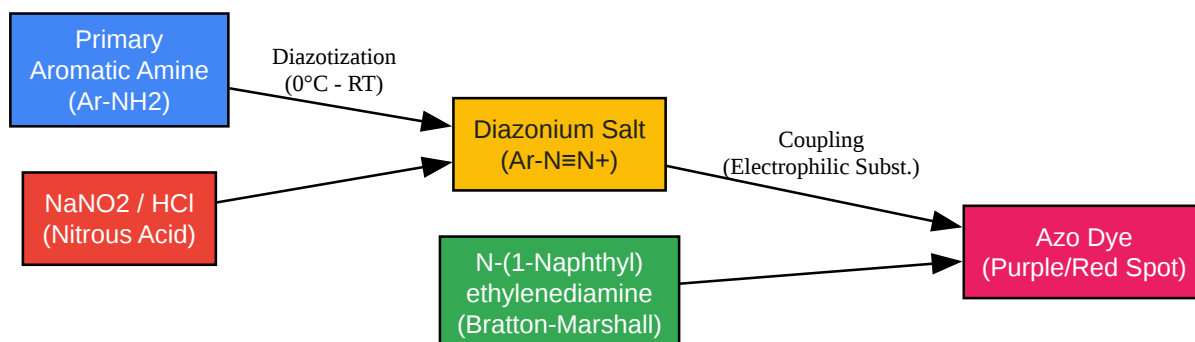 Primary
Aromatic Amine
(Ar-NH2)
Diazotization
(0°C - RT)
NaNO2 / HCl
(Nitrous Acid)
Diazonium Salt
(Ar-N≡N+)
Coupling
(Electrophilic Subst.)
N-(1-Naphthyl)
ethylenediamine
(Bratton-Marshall)
Azo Dye
(Purple/Red Spot)